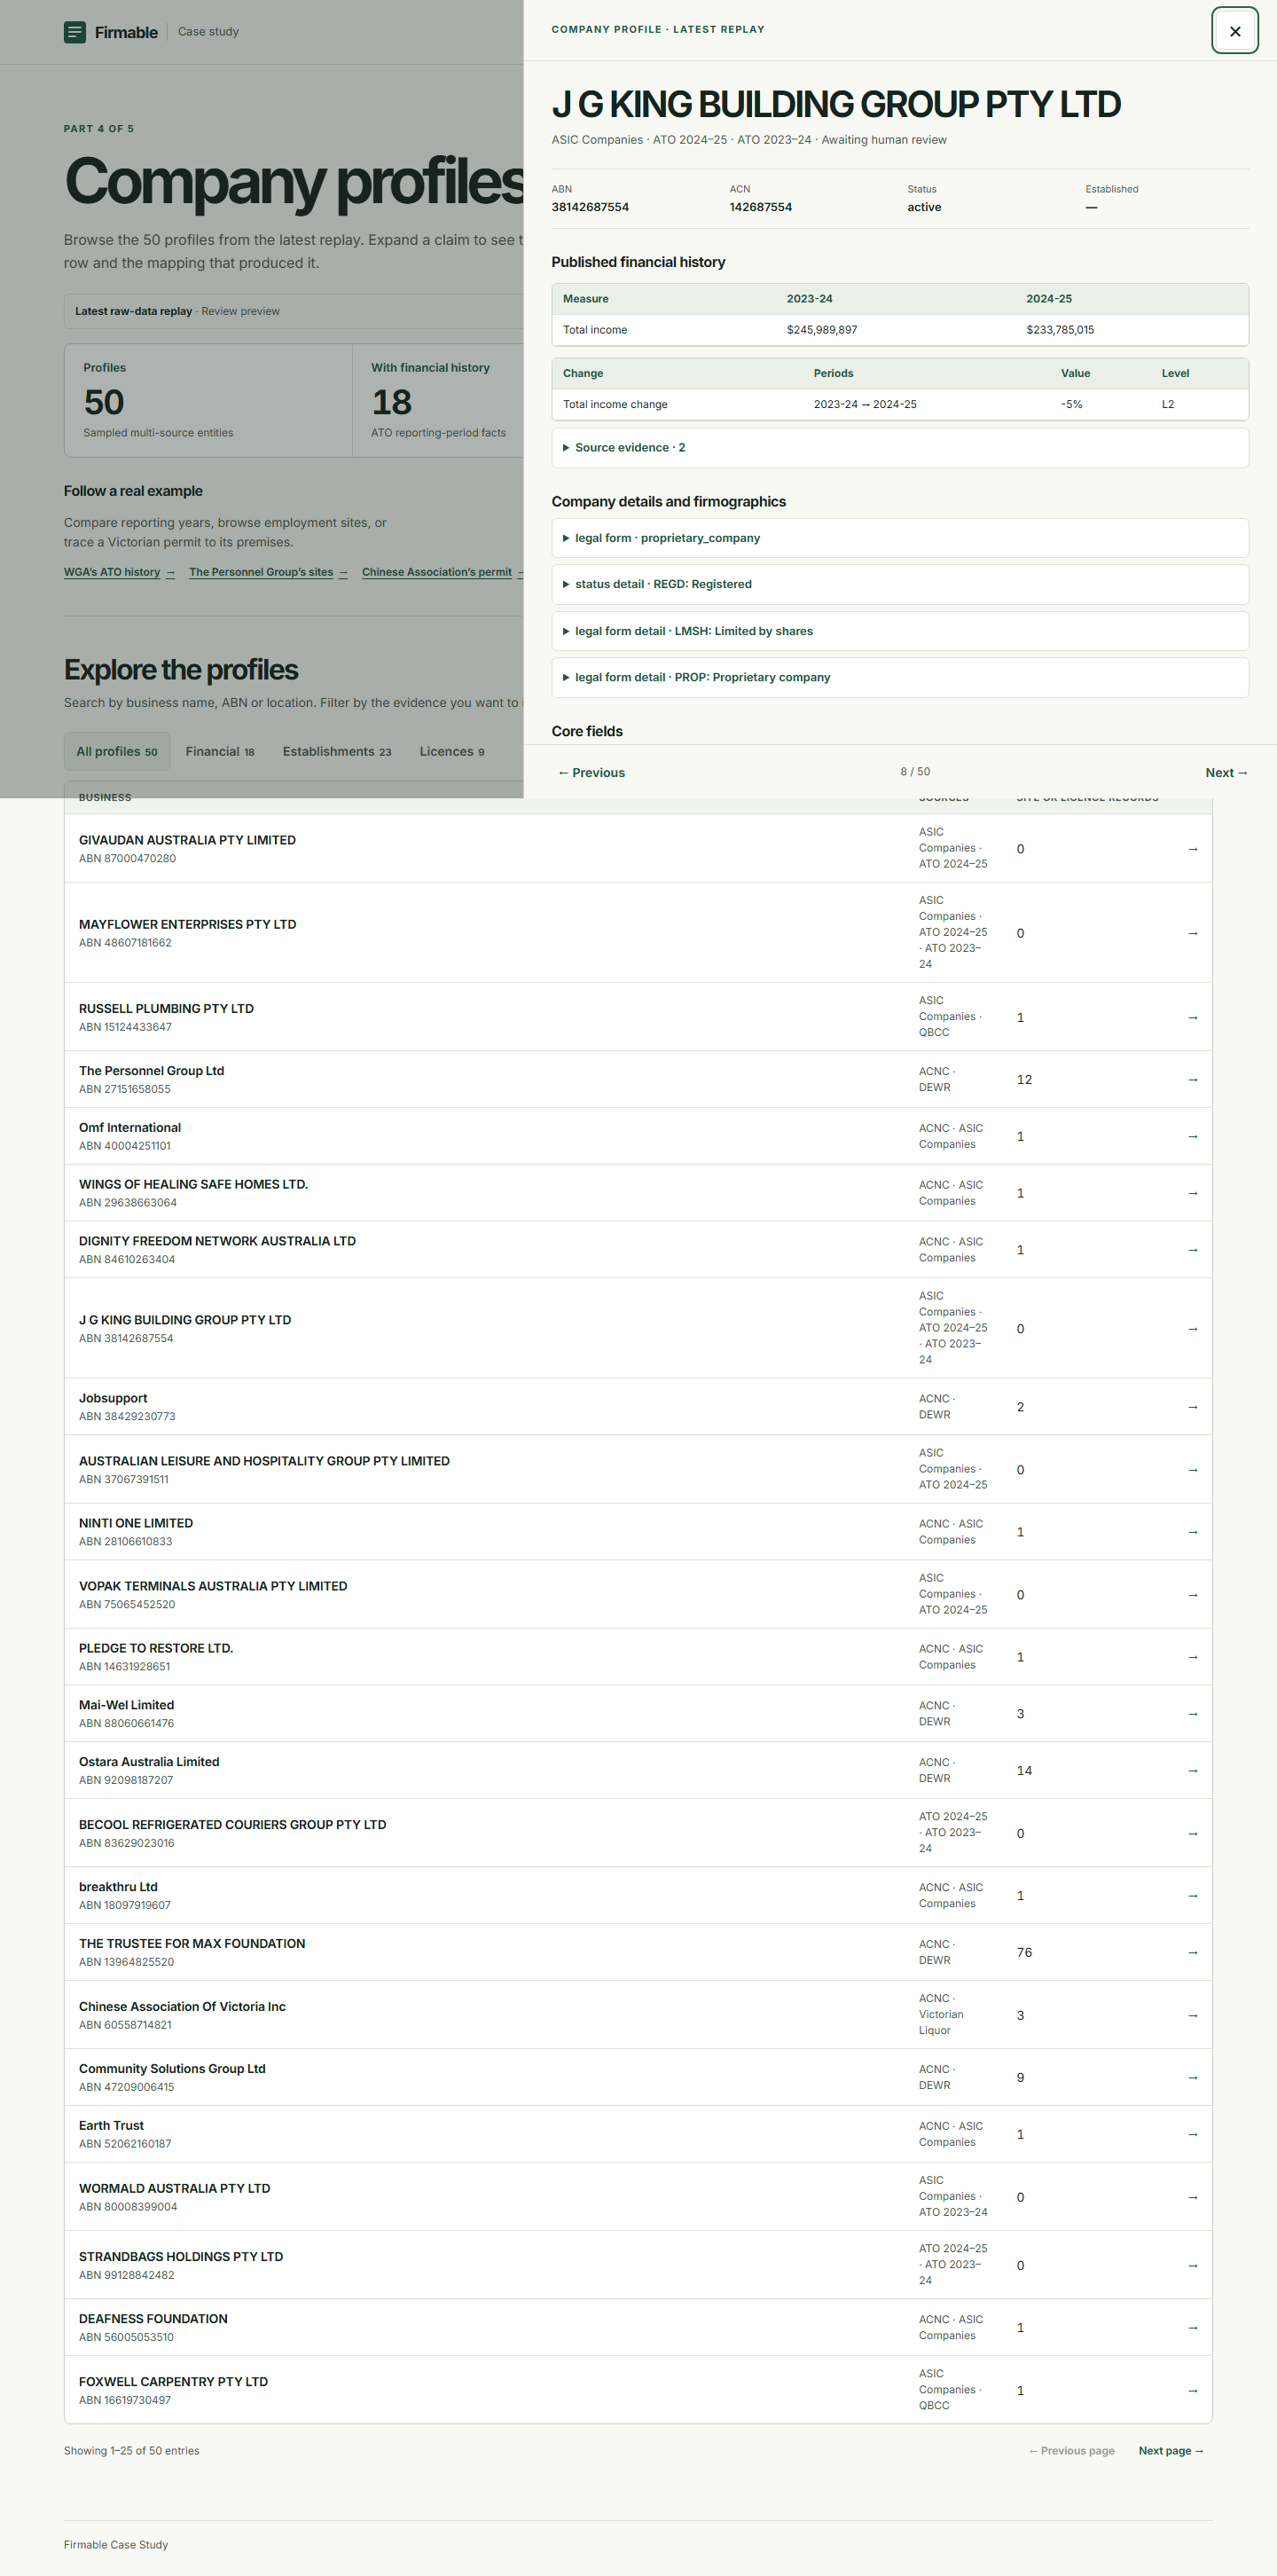 Firmable
Case study
PART 4 OF 5
Company profiles
Browse the 50 profiles from the latest replay. Expand a claim to see t
row and the mapping that produced it.
Latest raw-data replay · Review preview
Profiles
50
Sampled multi-source entities
With financial history
18
ATO reporting-period facts
Follow a real example
Compare reporting years, browse employment sites, or
trace a Victorian permit to its premises.
WGA's ATO history →
The Personnel Group's sites →
Chinese Association's permit
Explore the profiles
Search by business name, ABN or location. Filter by the evidence you want to
All profiles 50
Financial 18
Establishments 23
Licences 9
COMPANY PROFILE · LATEST REPLAY
×
J G KING BUILDING GROUP PTY LTD
ASIC Companies · ATO 2024–25 · ATO 2023–24 · Awaiting human review
ABN
38142687554
ACN
142687554
Status
active
Established
—
Published financial history
Measure 2023-24 2024-25
Total income $245,989,897 $233,785,015
Change Periods Value Level
Total income change 2023-24 → 2024-25 -5% L2
▶ Source evidence · 2
Company details and firmographics
▶ legal form · proprietary_company
▶ status detail · REGD: Registered
▶ legal form detail · LMSH: Limited by shares
▶ legal form detail · PROP: Proprietary company
Core fields
← Previous
8 / 50
Next →
BUSINESS SOURCES SITE OR LICENCE RECORDS
GIVAUDAN AUSTRALIA PTY LIMITED
ABN 87000470280
ASIC
Companies ·
ATO 2024–25
0
→
MAYFLOWER ENTERPRISES PTY LTD
ABN 48607181662
ASIC
Companies ·
ATO 2024–25
· ATO 2023–
24
0
→
RUSSELL PLUMBING PTY LTD
ABN 15124433647
ASIC
Companies ·
QBCC
1
→
The Personnel Group Ltd
ABN 27151658055
ACNC ·
DEWR
12
→
Omf International
ABN 40004251101
ACNC · ASIC
Companies
1
→
WINGS OF HEALING SAFE HOMES LTD.
ABN 29638663064
ACNC · ASIC
Companies
1
→
DIGNITY FREEDOM NETWORK AUSTRALIA LTD
ABN 84610263404
ACNC · ASIC
Companies
1
→
J G KING BUILDING GROUP PTY LTD
ABN 38142687554
ASIC
Companies ·
ATO 2024–25
· ATO 2023–
24
0
→
Jobsupport
ABN 38429230773
ACNC ·
DEWR
2
→
AUSTRALIAN LEISURE AND HOSPITALITY GROUP PTY LIMITED
ABN 37067391511
ASIC
Companies ·
ATO 2024–25
0
→
NINTI ONE LIMITED
ABN 28106610833
ACNC · ASIC
Companies
1
→
VOPAK TERMINALS AUSTRALIA PTY LIMITED
ABN 75065452520
ASIC
Companies ·
ATO 2024–25
0
→
PLEDGE TO RESTORE LTD.
ABN 14631928651
ACNC · ASIC
Companies
1
→
Mai-Wel Limited
ABN 88060661476
ACNC ·
DEWR
3
→
Ostara Australia Limited
ABN 92098187207
ACNC ·
DEWR
14
→
BECOOL REFRIGERATED COURIERS GROUP PTY LTD
ABN 83629023016
ATO 2024–25
· ATO 2023–
24
0
→
breakthru Ltd
ABN 18097919607
ACNC · ASIC
Companies
1
→
THE TRUSTEE FOR MAX FOUNDATION
ABN 13964825520
ACNC ·
DEWR
76
→
Chinese Association Of Victoria Inc
ABN 60558714821
ACNC ·
Victorian
Liquor
3
→
Community Solutions Group Ltd
ABN 47209006415
ACNC ·
DEWR
9
→
Earth Trust
ABN 52062160187
ACNC · ASIC
Companies
1
→
WORMALD AUSTRALIA PTY LTD
ABN 80008399004
ASIC
Companies ·
ATO 2023–24
0
→
STRANDBAGS HOLDINGS PTY LTD
ABN 99128842482
ATO 2024–25
· ATO 2023–
24
0
→
DEAFNESS FOUNDATION
ABN 56005053510
ACNC · ASIC
Companies
1
→
FOXWELL CARPENTRY PTY LTD
ABN 16619730497
ASIC
Companies ·
QBCC
1
→
Showing 1–25 of 50 entries
← Previous page
Next page →
Firmable Case Study